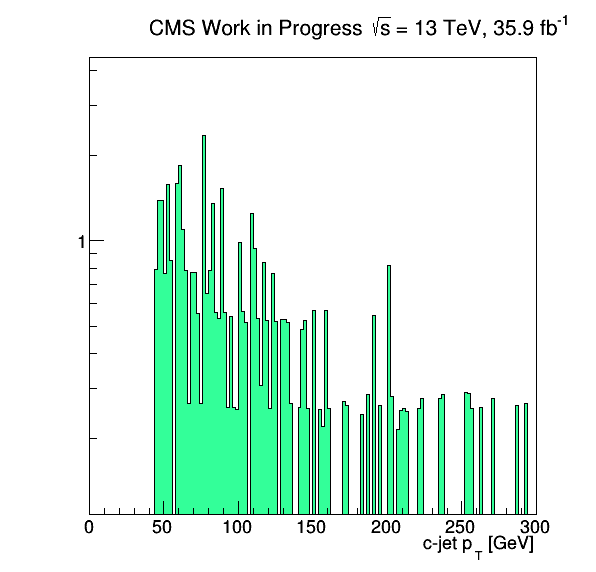 CMS Work in Progress √s = 13 TeV, 35.9 fb⁻¹
1
0 50 100 150 200 250 300
c-jet p_T [GeV]